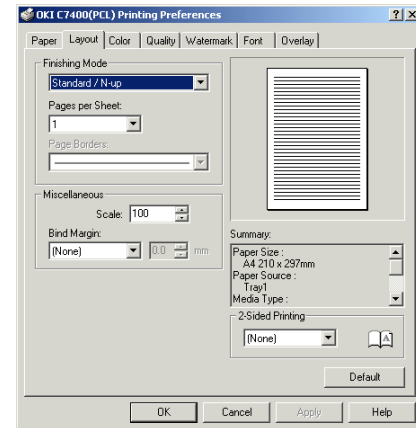 OKI C7400(PCL) Printing Preferences
Paper Layout Color Quality Watermark Font Overlay
Finishing Mode
Standard / N-up
Pages per Sheet:
1
Page Borders:
Miscellaneous
Scale: 100
Bind Margin:
(None) 0.0 mm
Summary:
Paper Size :
A4 210 x 297mm
Paper Source :
Tray1
Media Type :
2-Sided Printing
(None)
A
Default
OK Cancel Apply Help